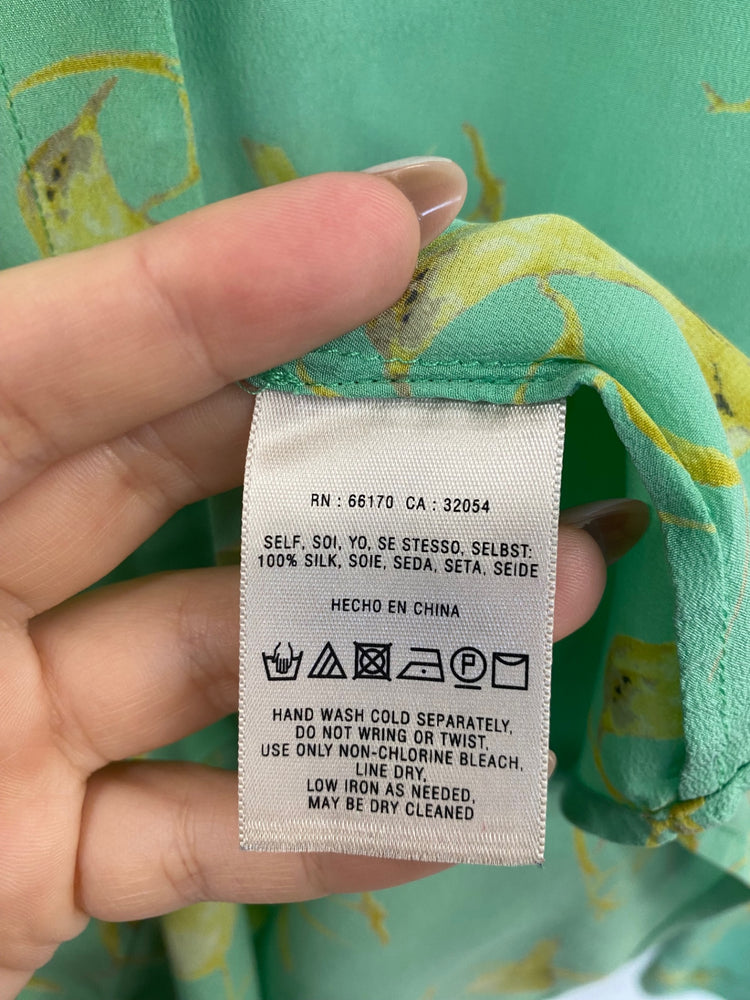 RN : 66170 CA : 32054
SELF, SOI, YO, SE STESSO, SELBST:
100% SILK, SOIE, SEDA, SETA, SEIDE
HECHO EN CHINA
P
HAND WASH COLD SEPARATELY,
DO NOT WRING OR TWIST,
USE ONLY NON-CHLORINE BLEACH,
LINE DRY,
LOW IRON AS NEEDED,
MAY BE DRY CLEANED